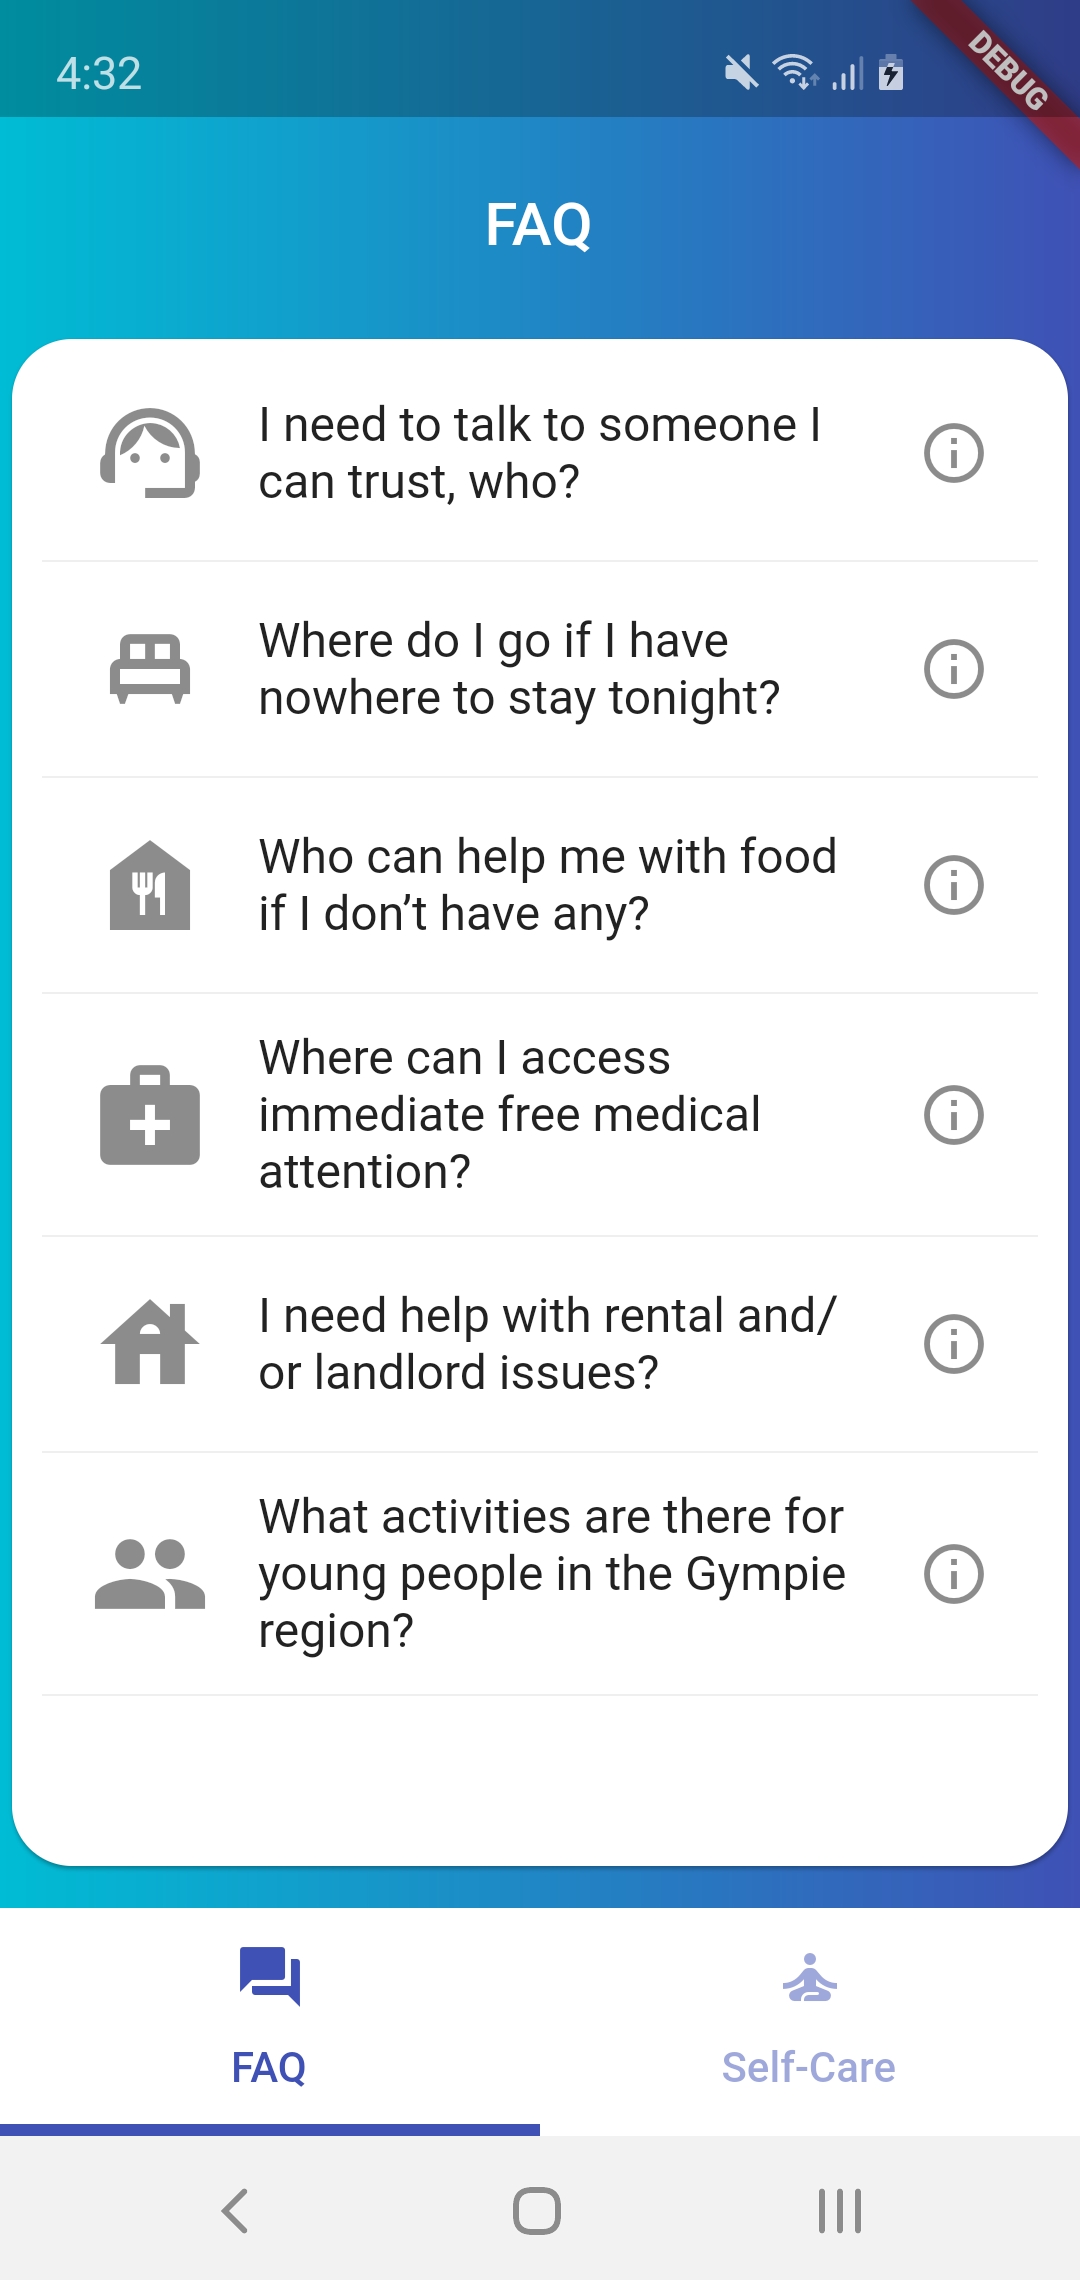 4:32
DEBUG
FAQ
I need to talk to someone I
can trust, who?
Where do I go if I have
nowhere to stay tonight?
Who can help me with food
if I don’t have any?
Where can I access
immediate free medical
attention?
I need help with rental and/
or landlord issues?
What activities are there for
young people in the Gympie
region?
FAQ
Self-Care